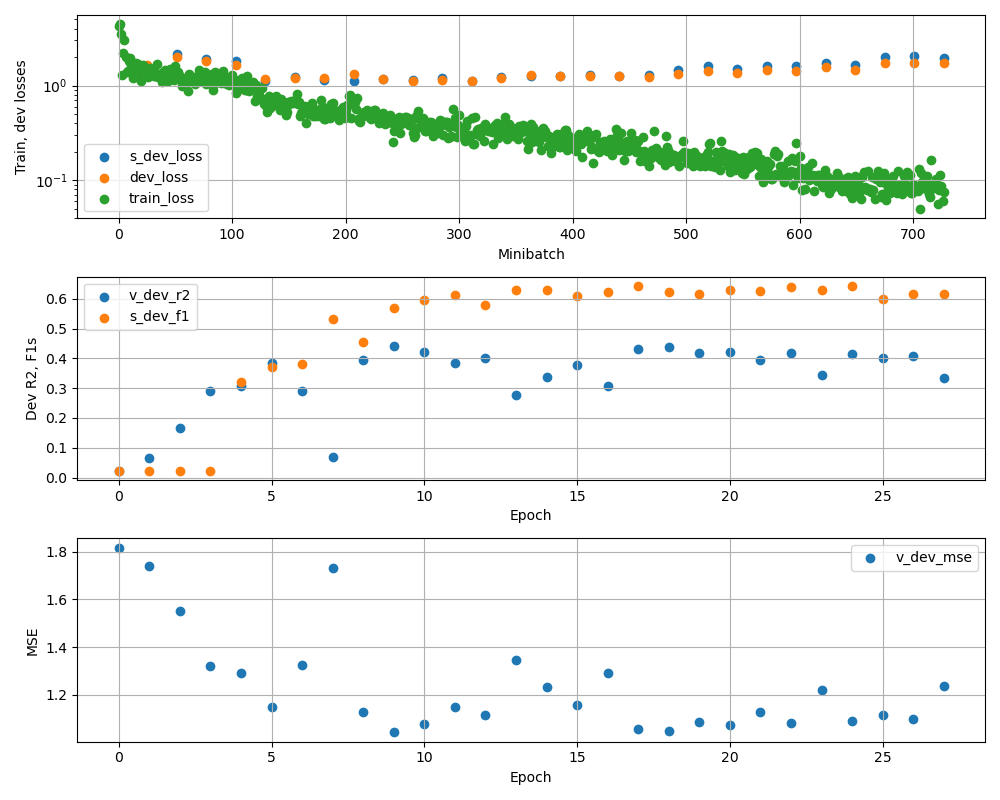 Train, dev losses
10⁰
10⁻¹
s_dev_loss
dev_loss
train_loss
0 100 200 300 400 500 600 700
Minibatch
Dev R2, F1s
0.6
0.5
0.4
0.3
0.2
0.1
0.0
v_dev_r2
s_dev_f1
0 5 10 15 20 25
Epoch
MSE
1.8
1.6
1.4
1.2
v_dev_mse
0 5 10 15 20 25
Epoch